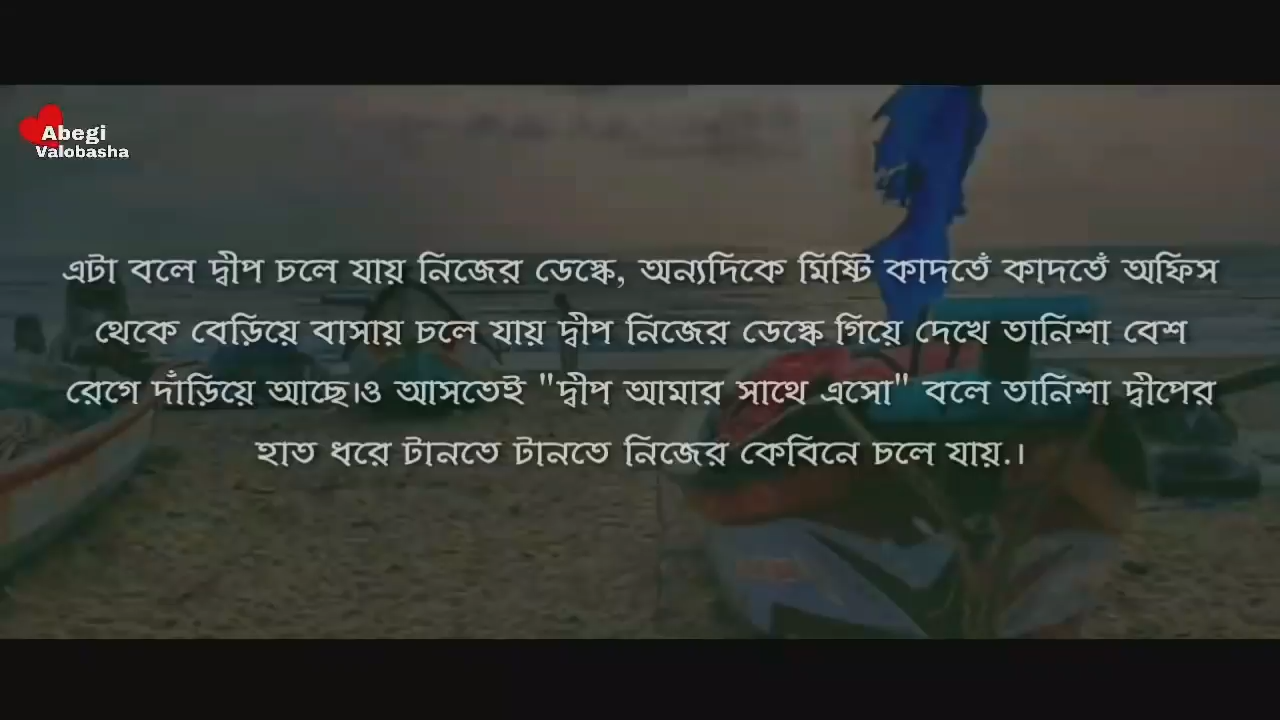 Abegi
Valobasha
এটা বলে দ্বীপ চলে যায় নিজের ডেস্কে, অন্যদিকে মিষ্টি কাদতেঁ কাদতেঁ অফিস
থেকে বেড়িয়ে বাসায় চলে যায় দ্বীপ নিজের ডেস্কে গিয়ে দেখে তানিশা বেশ
রেগে দাঁড়িয়ে আছে।ও আসতেই "দ্বীপ আমার সাথে এসো" বলে তানিশা দ্বীপের
হাত ধরে টানতে টানতে নিজের কেবিনে চলে যায়.।